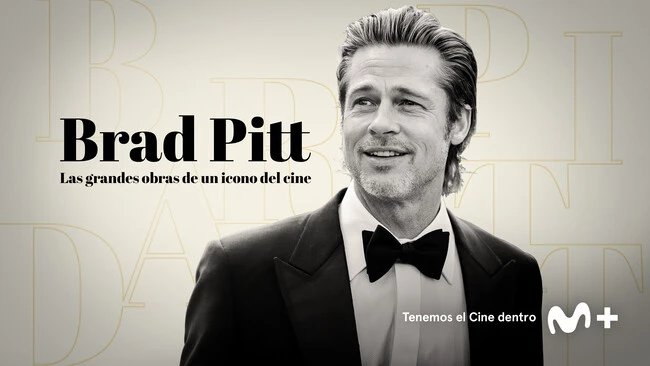 Brad Pitt
Las grandes obras de un icono del cine
Tenemos el Cine dentro M+